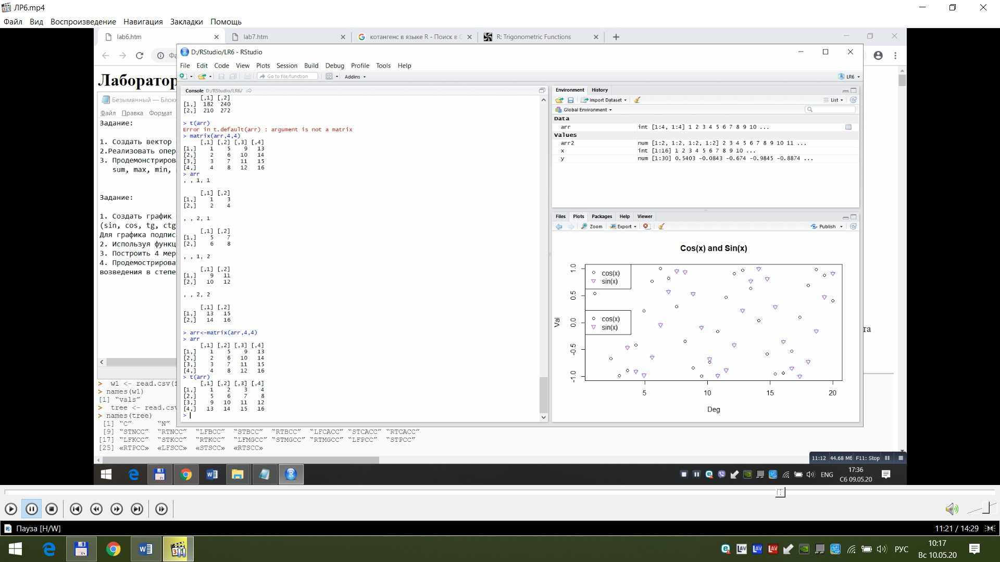 ЛР6.mp4
Файл Вид Воспроизведение Навигация Закладки Помощь
lab6.htm
lab7.htm
котангенс в языке R - Поиск в
R: Trigonometric Functions
Лаборатор
Безымянный — Блокн
Файл Правка Формат
Задание:
1. Создать вектор
2.Реализовать опер
3. Продемонстриров
sum, max, min,
Задание:
1. Создать график
(sin, cos, tg, ctg
Для графика подпис
2. Используя функц
3. Построить 4 мер
4. Продемострирова
возведения в степе
> w1 <- read.csv(f
> names(w1)
[1] “vals”
> tree <- read.csv
> names(tree)
[1] “C” “N”
[9] “STNCC” “RTNCC” “LFBCC” “STBCC” “RTBCC” “LFCACC” “STCACC” “RTCACC”
[17] “LFKCC” “STKCC” “RTKCC” “LFMGCC” “STMGCC” “RTMGCC” “LFPCC” “STPCC”
[25] «RTPCC» «LFSCC» «STSCC» «RTSCC»
та
D:/RStudio/LR6 - RStudio
File Edit Code View Plots Session Build Debug Profile Tools Help
Go to file/function
Addins
LR6
Console D:/RStudio/LR6/
[,1] [,2]
[1,] 182 240
[2,] 210 272
> t(arr)
Error in t.default(arr) : argument is not a matrix
> matrix(arr,4,4)
[,1] [,2] [,3] [,4]
[1,] 1 5 9 13
[2,] 2 6 10 14
[3,] 3 7 11 15
[4,] 4 8 12 16
> arr
, , 1, 1
[,1] [,2]
[1,] 1 3
[2,] 2 4
, , 2, 1
[,1] [,2]
[1,] 5 7
[2,] 6 8
, , 1, 2
[,1] [,2]
[1,] 9 11
[2,] 10 12
, , 2, 2
[,1] [,2]
[1,] 13 15
[2,] 14 16
> arr<-matrix(arr,4,4)
> arr
[,1] [,2] [,3] [,4]
[1,] 1 5 9 13
[2,] 2 6 10 14
[3,] 3 7 11 15
[4,] 4 8 12 16
> t(arr)
[,1] [,2] [,3] [,4]
[1,] 1 2 3 4
[2,] 5 6 7 8
[3,] 9 10 11 12
[4,] 13 14 15 16
>
Environment History
Import Dataset
List
Global Environment
Data
arr int [1:4, 1:4] 1 2 3 4 5 6 7 8 9 10 ...
Values
arr2 num [1:2, 1:2, 1:2, 1:2] 2 3 4 5 6 7 8 9 10 11 ...
x int [1:16] 1 2 3 4 5 6 7 8 9 10 ...
y num [1:30] 0.5403 -0.0843 -0.674 -0.9845 -0.8874 ...
Files Plots Packages Help Viewer
Zoom Export Publish
Cos(x) and Sin(x)
cos(x)
sin(x)
cos(x)
sin(x)
Val
1.0
0.5
0.0
-0.5
-1.0
5 10 15 20
Deg
11:12 44.68 Мб F11: Stop
ENG
17:36
Сб 09.05.20
Пауза [H/W]
11:21 / 14:29
64
321
LAV LAV LAV
РУС
10:17
Вс 10.05.20